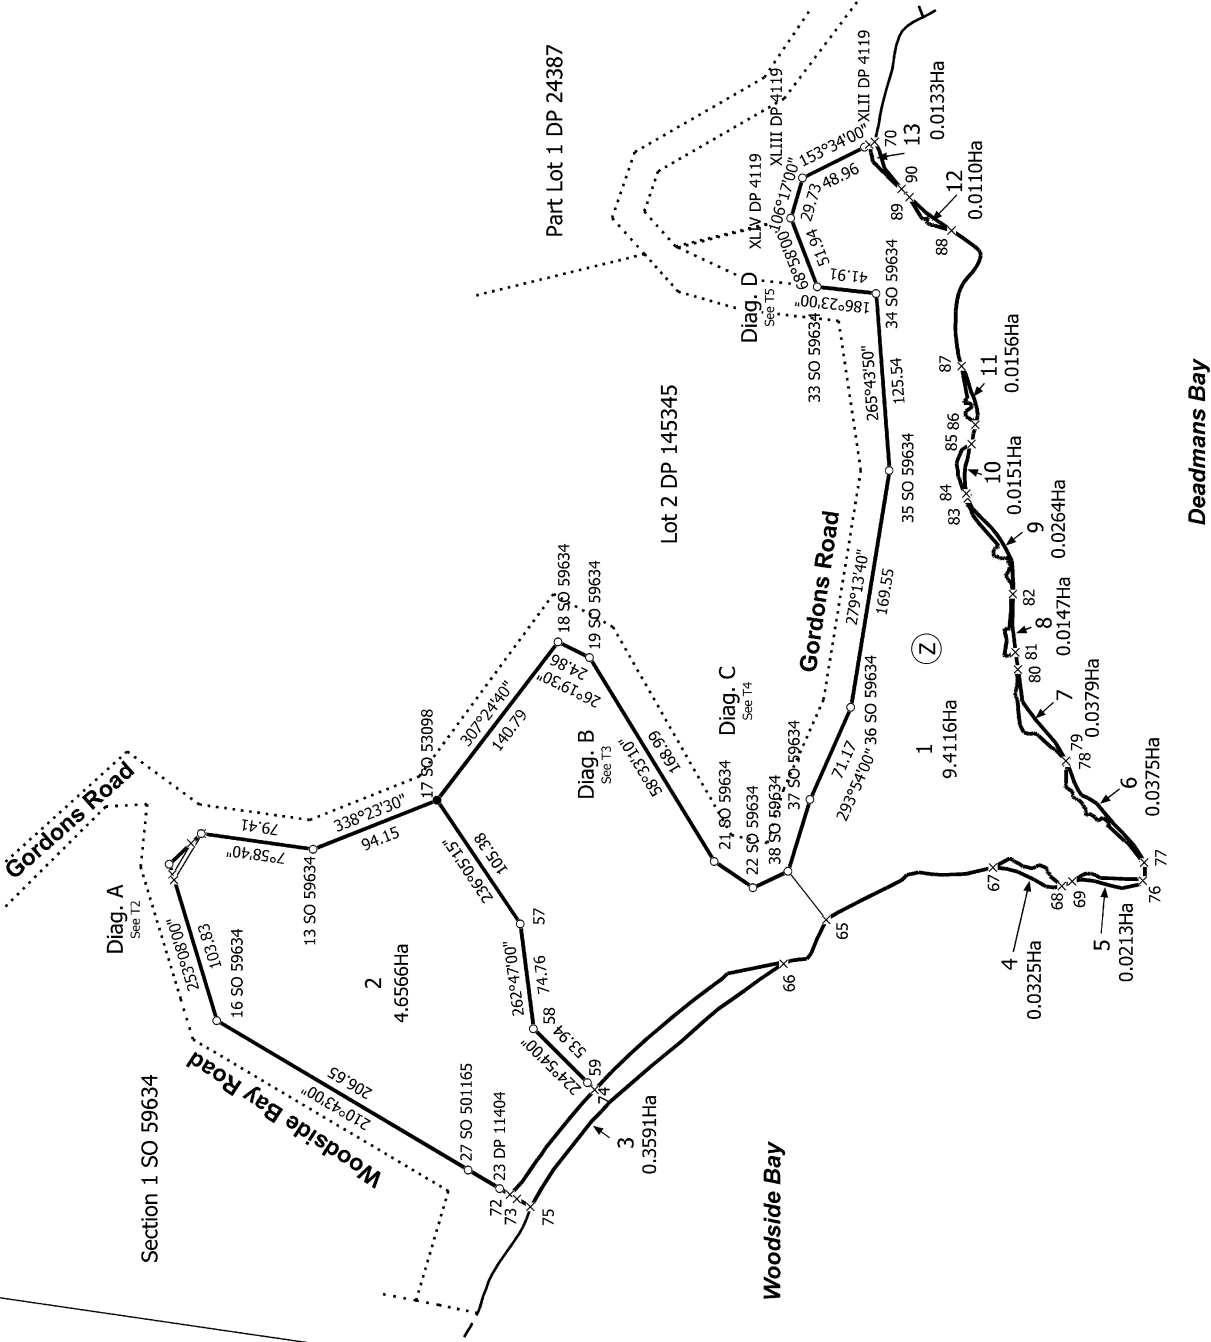 Part Lot 1 DP 24387
XLII DP 4119
XLIII DP 4119
XLIV DP 4119
153°34'00"
48.96
106°17'00"
29.73
68°58'00"
51.94
186°23'00"
41.91
70
13
0.0133Ha
90
89
12
0.0110Ha
88
Diag. D
See T5
33 SO 59634
34 SO 59634
265°43'50"
125.54
87
11
0.0156Ha
86
85
10
0.0151Ha
84
83
9
0.0264Ha
82
8
0.0147Ha
81
80
7
0.0379Ha
79
78
6
0.0375Ha
77
76
5
0.0213Ha
69
68
4
0.0325Ha
67
Deadmans Bay
Lot 2 DP 145345
35 SO 59634
Gordons Road
279°13'40"
169.55
Z
36 SO 59634
1
9.4116Ha
293°54'00"
71.17
37 SO 59634
38 SO 59634
22 SO 59634
21 SO 59634
Diag. C
See T4
65
66
18 SO 59634
19 SO 59634
24.86
26°19'30"
307°24'40"
140.79
58°33'10"
168.99
Diag. B
See T3
17 SO 53098
Gordons Road
338°23'30"
94.15
79.41
7°58'40"
13 SO 59634
236°05'15"
105.38
57
262°47'00"
74.76
58
224°54'00"
53.94
59
74
Diag. A
See T2
253°08'00"
103.83
16 SO 59634
2
4.6566Ha
210°43'00"
206.65
Woodside Bay Road
Section 1 SO 59634
27 SO 501165
23 DP 11404
72
73
75
3
0.3591Ha
Woodside Bay